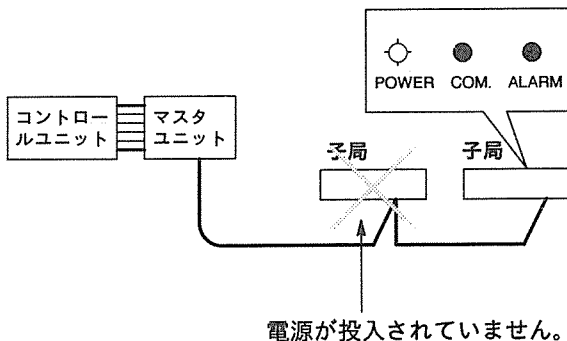 POWER COM. ALARM
コントロー
ルユニット
マスタ
ユニット
子局
子局
電源が投入されていません。